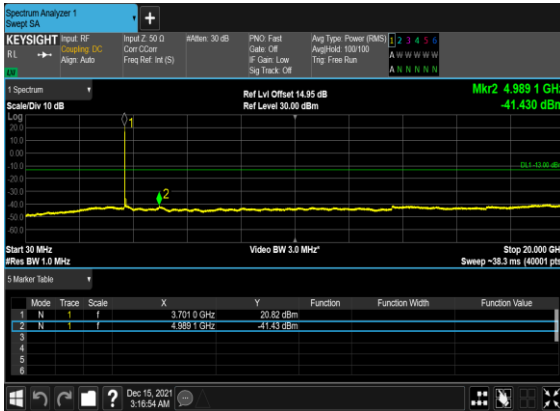 Spectrum Analyzer 1
Swept SA
KEYSIGHT
RL
Input: RF
Coupling: DC
Align: Auto
Input Z: 50 Ω
Corr CCorr
Freq Ref: Int (S)
#Atten: 30 dB
PNO: Fast
Gate: Off
IF Gain: Low
Sig Track: Off
Avg Type: Power (RMS)
Avg|Hold: 100/100
Trig: Free Run
1 2 3 4 5 6
A W W W W W
A N N N N N
1 Spectrum
Scale/Div 10 dB
Ref Lvl Offset 14.95 dB
Ref Level 30.00 dBm
Mkr2 4.989 1 GHz
-41.430 dBm
Log
20.0
10.0
0.00
-10.0
-20.0
-30.0
-40.0
-50.0
-60.0
1
2
DL1 -13.00 dBm
Start 30 MHz
#Res BW 1.0 MHz
Video BW 3.0 MHz*
Stop 20.000 GHz
Sweep ~38.3 ms (40001 pts)
5 Marker Table
Mode Trace Scale X Y Function Function Width Function Value
1 N 1 f 3.701 0 GHz 20.82 dBm
2 N 1 f 4.989 1 GHz -41.43 dBm
3
4
5
6
Dec 15, 2021
3:16:54 AM